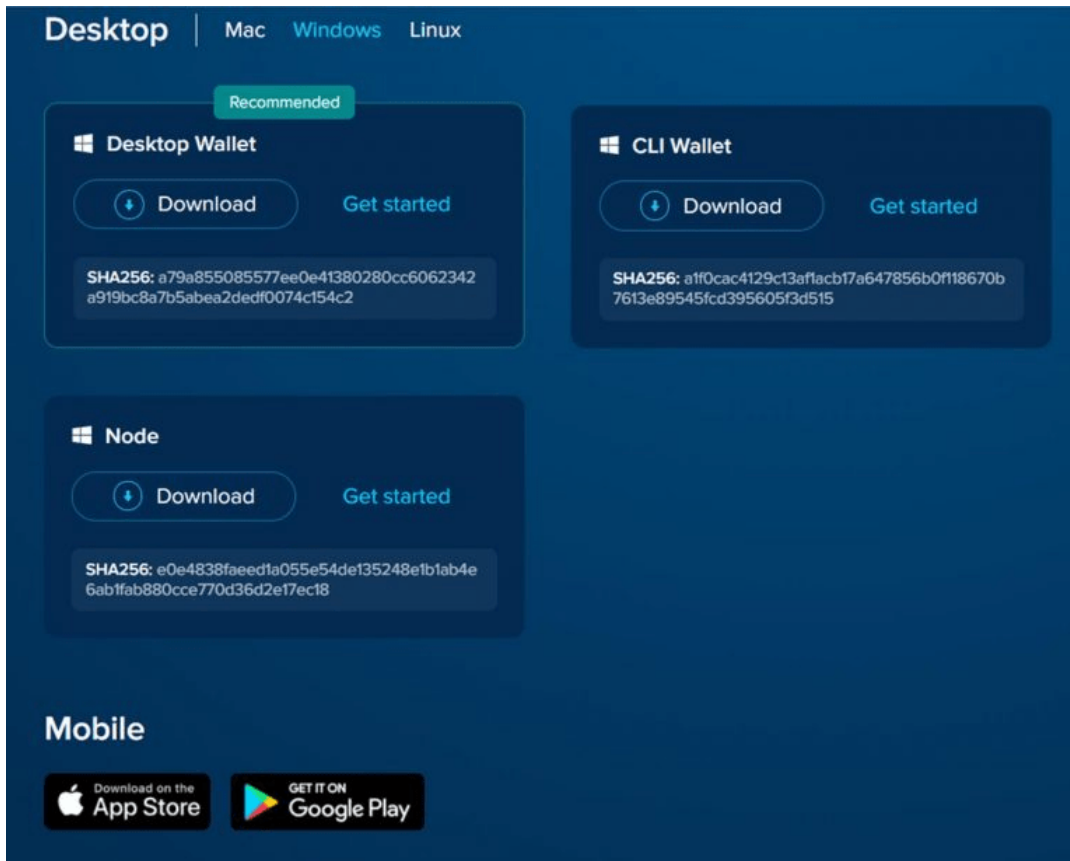 Desktop | Mac Windows Linux
Recommended
Desktop Wallet
Download Get started
SHA256: a79a855085577ee0e41380280cc6062342
a919bc8a7b5abea2dedf0074c154c2
CLI Wallet
Download Get started
SHA256: a1f0cac4129c13af1acb17a647856b0f118670b
7613e89545fcd395605f3d515
Node
Download Get started
SHA256: e0e4838faeed1a055e54de135248e1b1ab4e
6ab1fab880cce770d36d2e17ec18
Mobile
Download on the
App Store
GET IT ON
Google Play